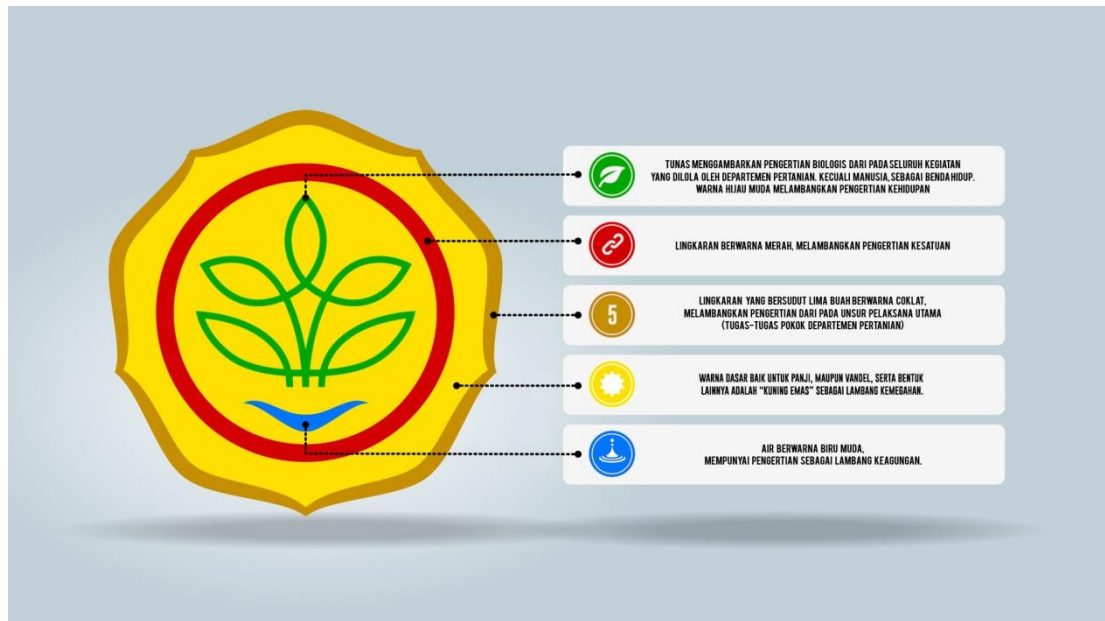 TUNAS MENGGAMBARKAN PENGERTIAN BIOLOGIS DARI PADA SELURUH KEGIATAN
YANG DILOLA OLEH DEPARTEMEN PERTANIAN. KECUALI MANUSIA, SEBAGAI BENDA HIDUP.
WARNA HIJAU MUDA MELAMBANGKAN PENGERTIAN KEHIDUPAN
LINGKARAN BERWARNA MERAH, MELAMBANGKAN PENGERTIAN KESATUAN
5
LINGKARAN YANG BERSUDUT LIMA BUAH BERWARNA COKLAT,
MELAMBANGKAN PENGERTIAN DARI PADA UNSUR PELAKSANA UTAMA
(TUGAS-TUGAS POKOK DEPARTEMEN PERTANIAN)
WARNA DASAR BAIK UNTUK PANJI, MAUPUN VANDEL, SERTA BENTUK
LAINNYA ADALAH "KUNING EMAS" SEBAGAI LAMBANG KEMEGAHAN.
AIR BERWARNA BIRU MUDA,
MEMPUNYAI PENGERTIAN SEBAGAI LAMBANG KEAGUNGAN.